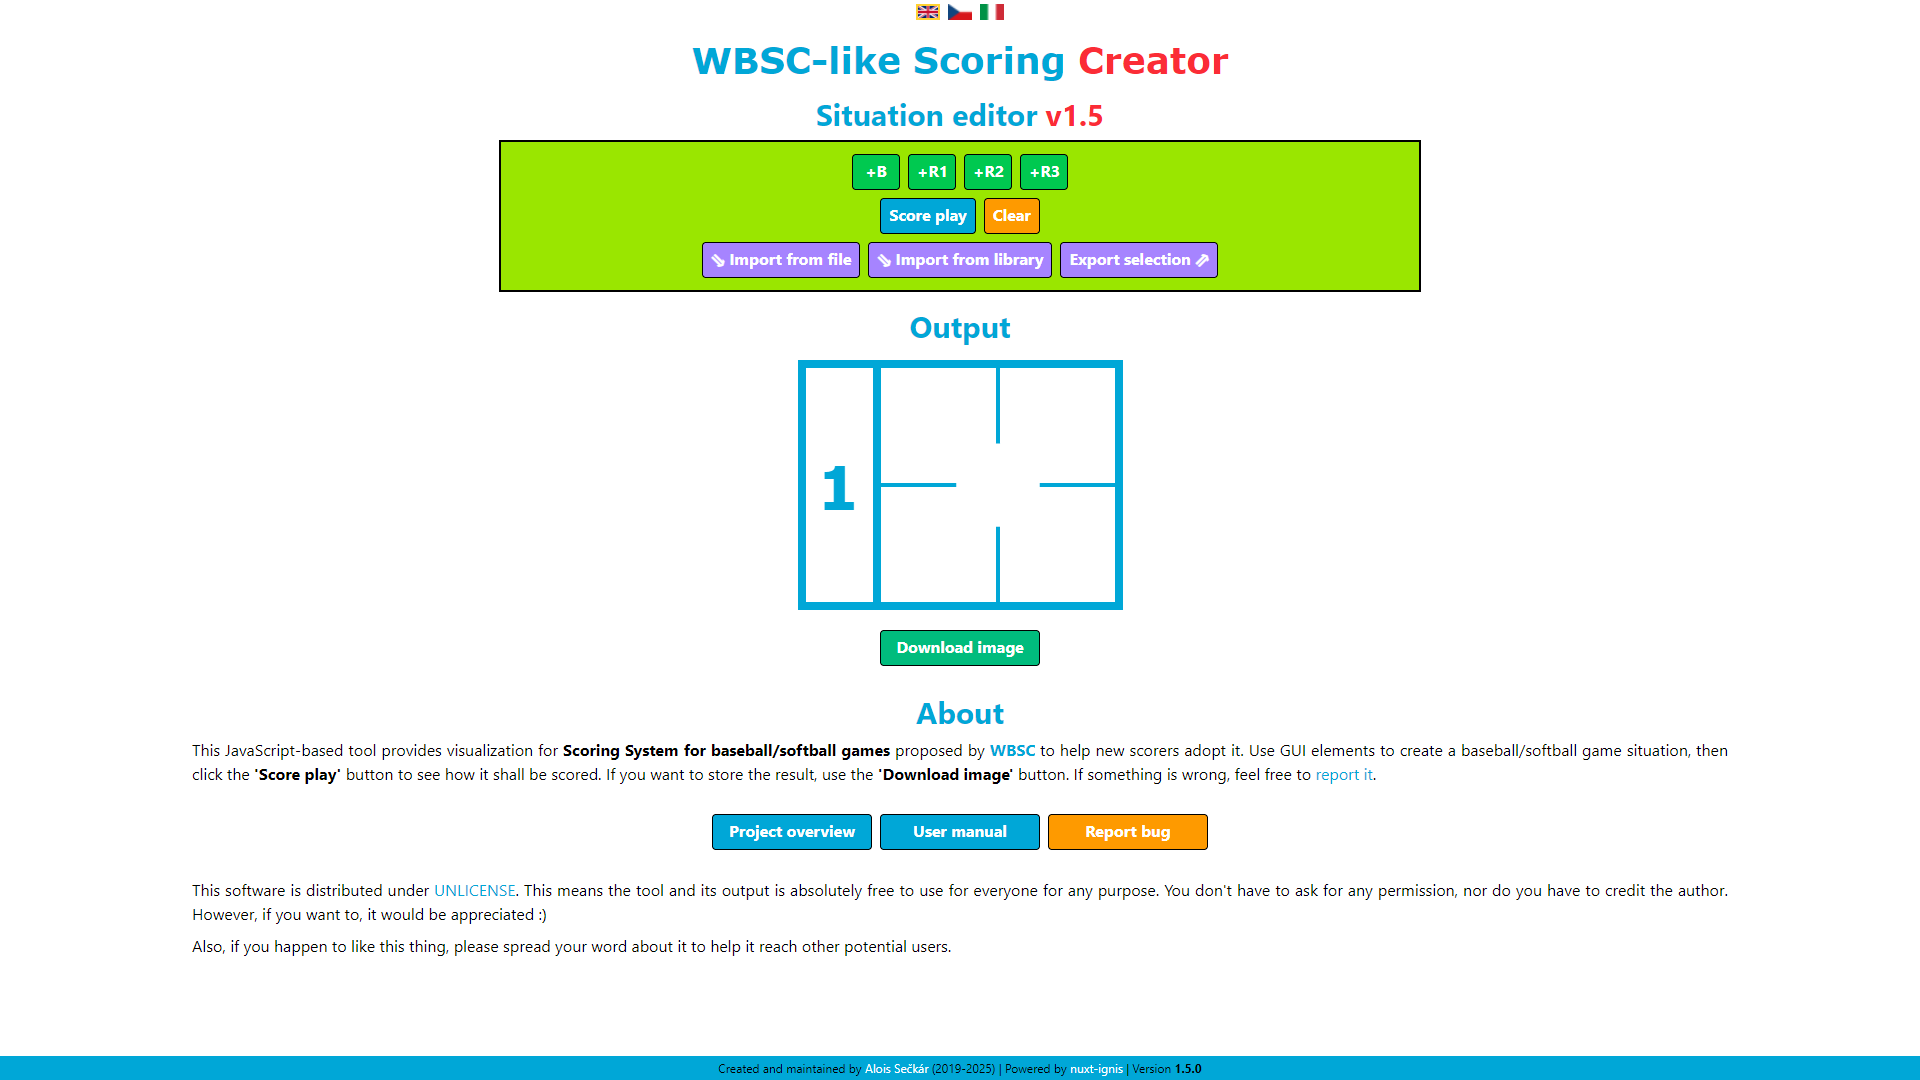 WBSC-like Scoring Creator
Situation editor v1.5
+B +R1 +R2 +R3
Score play Clear
⇘ Import from file ⇘ Import from library Export selection ⇗
Output
1
Download image
About
This JavaScript-based tool provides visualization for Scoring System for baseball/softball games proposed by WBSC to help new scorers adopt it. Use GUI elements to create a baseball/softball game situation, then
click the 'Score play' button to see how it shall be scored. If you want to store the result, use the 'Download image' button. If something is wrong, feel free to report it.
Project overview User manual Report bug
This software is distributed under UNLICENSE. This means the tool and its output is absolutely free to use for everyone for any purpose. You don't have to ask for any permission, nor do you have to credit the author.
However, if you want to, it would be appreciated :)
Also, if you happen to like this thing, please spread your word about it to help it reach other potential users.
Created and maintained by Alois Sečkár (2019-2025) | Powered by nuxt-ignis | Version 1.5.0